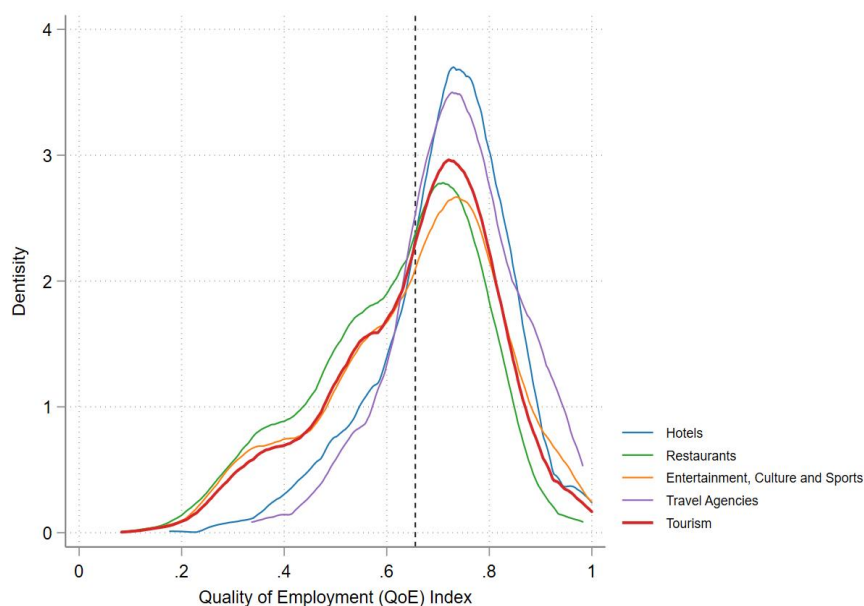 4
3
2
1
0
Dentisity
0 .2 .4 .6 .8 1
Quality of Employment (QoE) Index
Hotels
Restaurants
Entertainment, Culture and Sports
Travel Agencies
Tourism